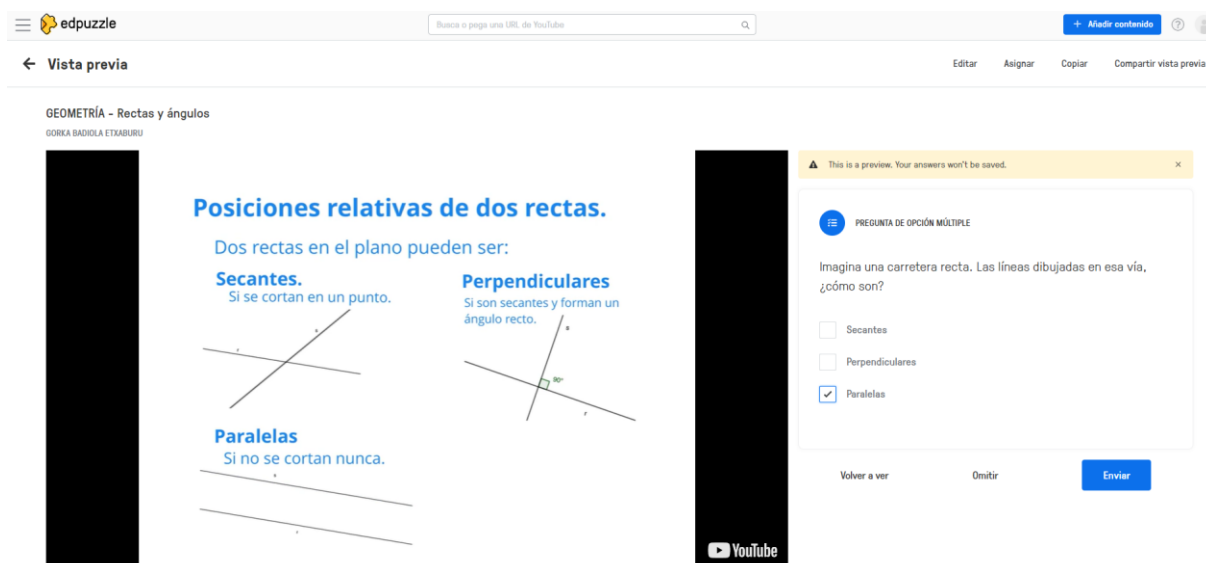 edpuzzle
Busca o pega una URL de YouTube
+ Añadir contenido
?
Vista previa
Editar
Asignar
Copiar
Compartir vista previa
GEOMETRÍA - Rectas y ángulos
GORKA BADIOLA ETXABURU
Posiciones relativas de dos rectas.
Dos rectas en el plano pueden ser:
Secantes.
Si se cortan en un punto.
Perpendiculares
Si son secantes y forman un
ángulo recto.
90º
r
Paralelas
Si no se cortan nunca.
YouTube
This is a preview. Your answers won't be saved.
PREGUNTA DE OPCIÓN MÚLTIPLE
Imagina una carretera recta. Las líneas dibujadas en esa vía,
¿cómo son?
Secantes
Perpendiculares
Paralelas
Volver a ver
Omitir
Enviar